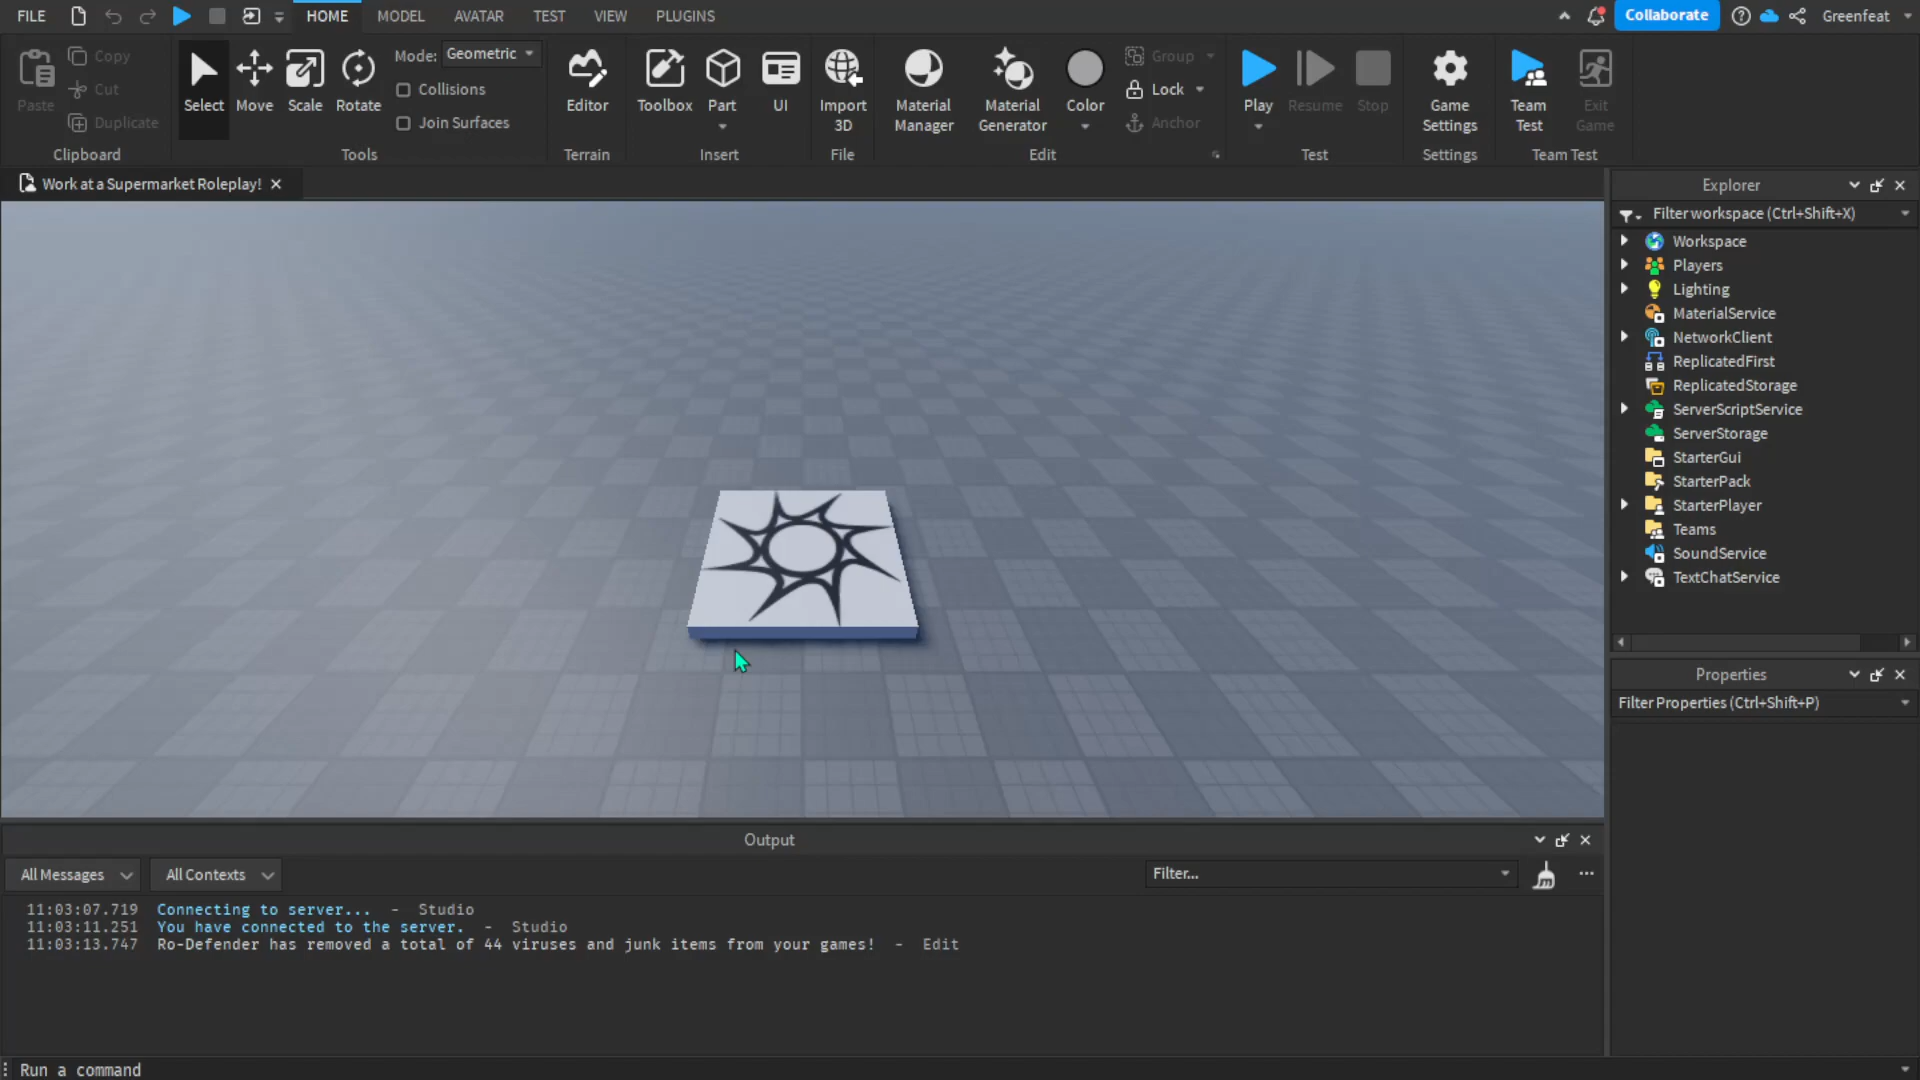 FILE HOME MODEL AVATAR TEST VIEW PLUGINS Collaborate Greenfeat
Paste Copy Cut Duplicate
Clipboard
Select Move Scale Rotate
Mode: Geometric
Collisions
Join Surfaces
Tools
Editor
Terrain
Toolbox Part UI
Insert
Import 3D
File
Material Manager
Material Generator
Color
Group
Lock
Anchor
Edit
Play Resume Stop
Test
Game Settings
Settings
Team Test
Exit Game
Team Test
Work at a Supermarket Roleplay!
Explorer
Filter workspace (Ctrl+Shift+X)
Workspace
Players
Lighting
MaterialService
NetworkClient
ReplicatedFirst
ReplicatedStorage
ServerScriptService
ServerStorage
StarterGui
StarterPack
StarterPlayer
Teams
SoundService
TextChatService
Properties
Filter Properties (Ctrl+Shift+P)
Output
All Messages All Contexts Filter...
11:03:07.719 Connecting to server... - Studio
11:03:11.251 You have connected to the server. - Studio
11:03:13.747 Ro-Defender has removed a total of 44 viruses and junk items from your games! - Edit
Run a command